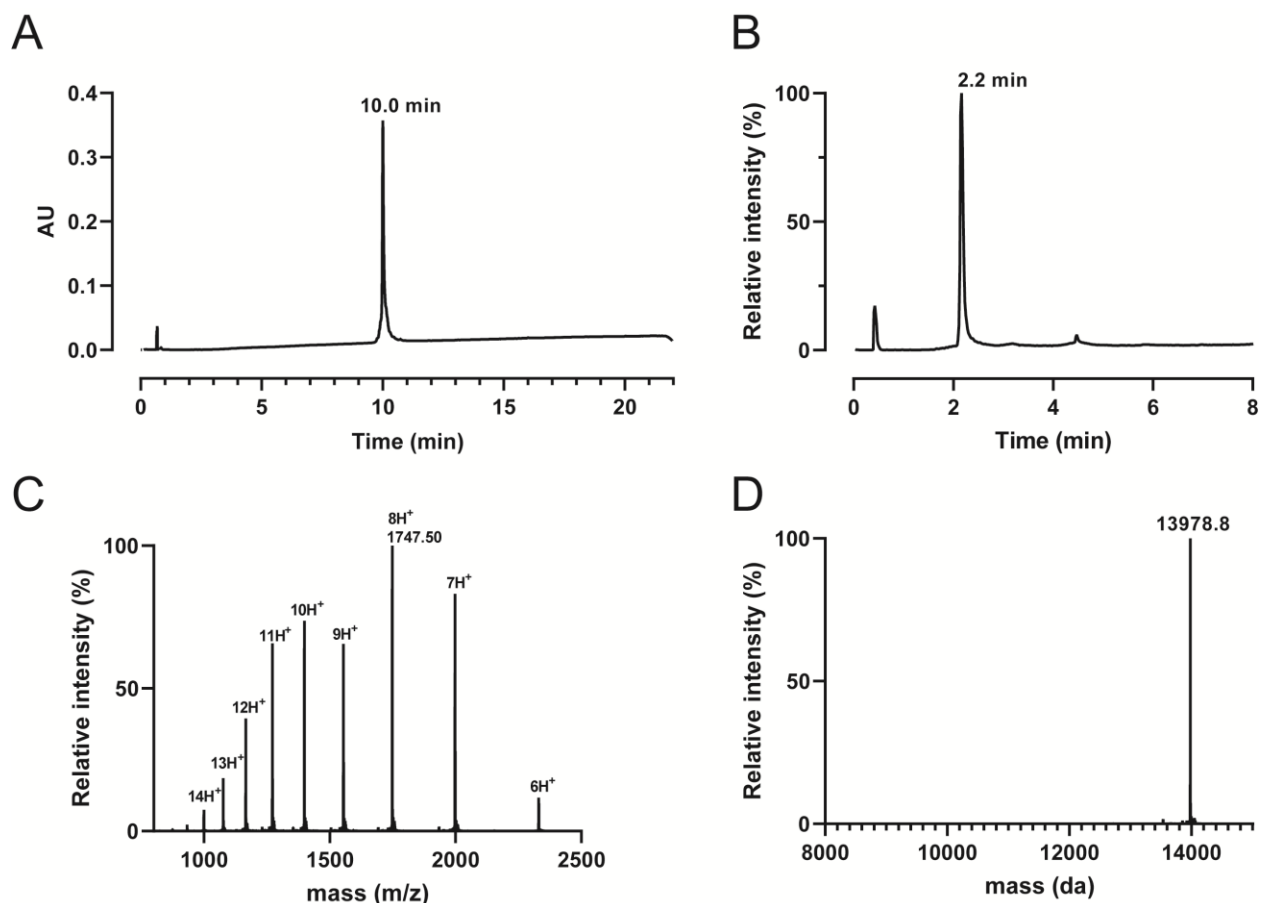 A
10.0 min
0.4
0.3
0.2
0.1
0.0
AU
0
5
10
15
20
Time (min)
B
2.2 min
100
50
0
Relative intensity (%)
0
2
4
6
8
Time (min)
C
8H+
1747.50
7H+
10H+
11H+
9H+
12H+
13H+
14H+
6H+
100
50
0
Relative intensity (%)
1000
1500
2000
2500
mass (m/z)
D
13978.8
100
50
0
Relative intensity (%)
8000
10000
12000
14000
mass (da)